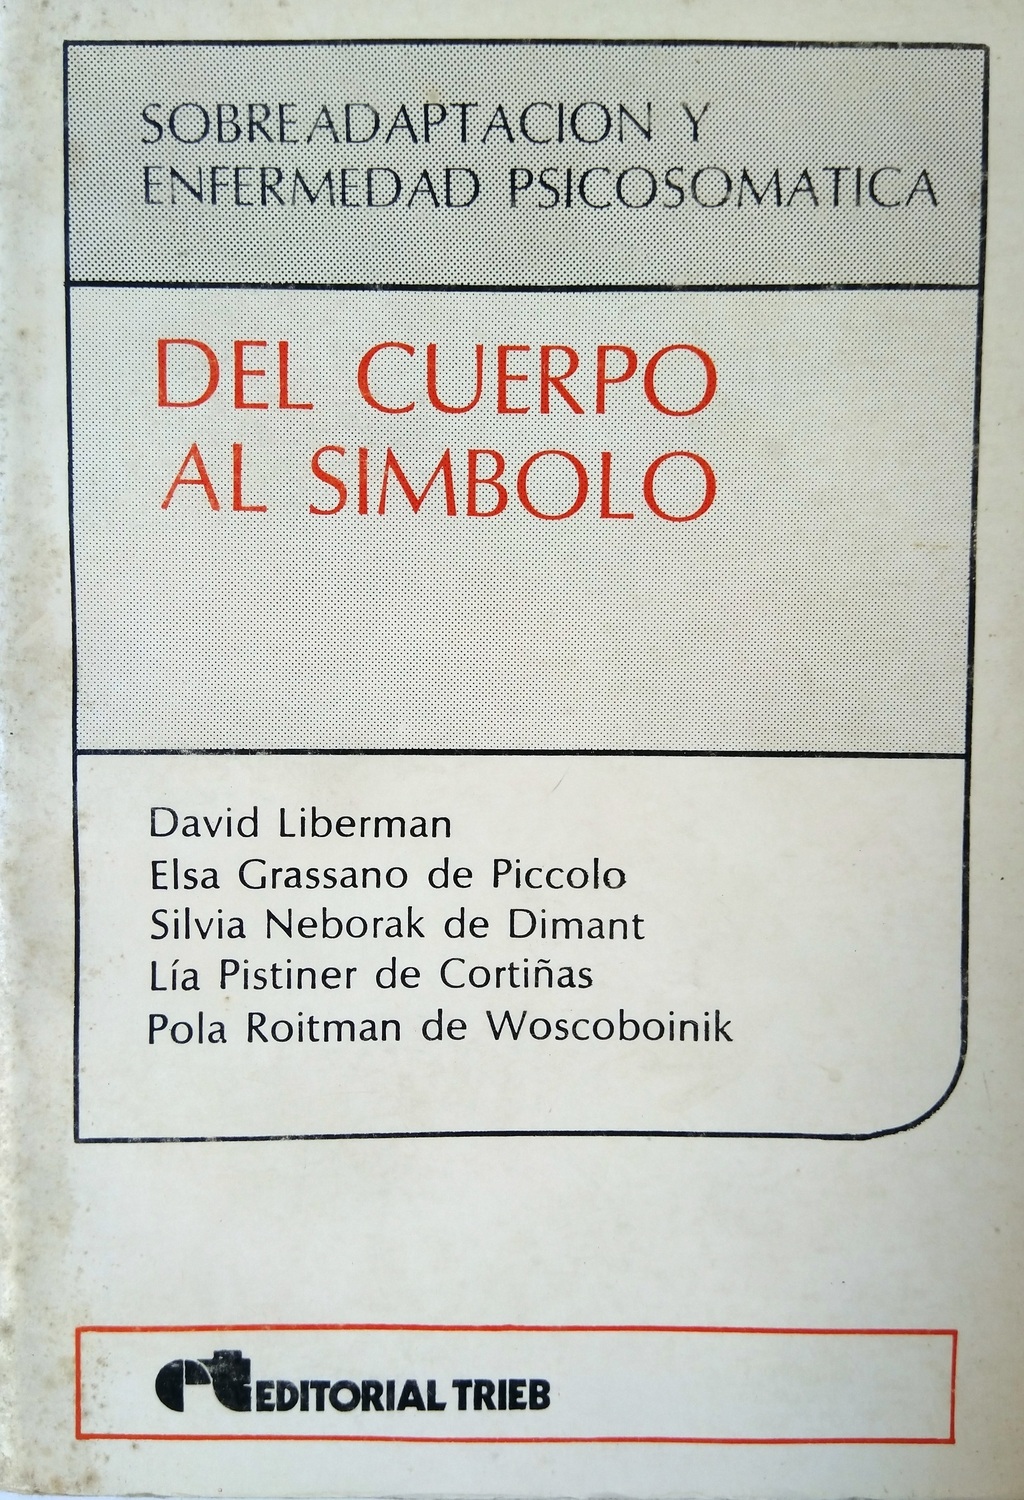 SOBREADAPTACION Y
ENFERMEDAD PSICOSOMATICA
DEL CUERPO
AL SIMBOLO
David Liberman
Elsa Grassano de Piccolo
Silvia Neborak de Dimant
Lía Pistiner de Cortiñas
Pola Roitman de Woscoboinik
et EDITORIAL TRIEB